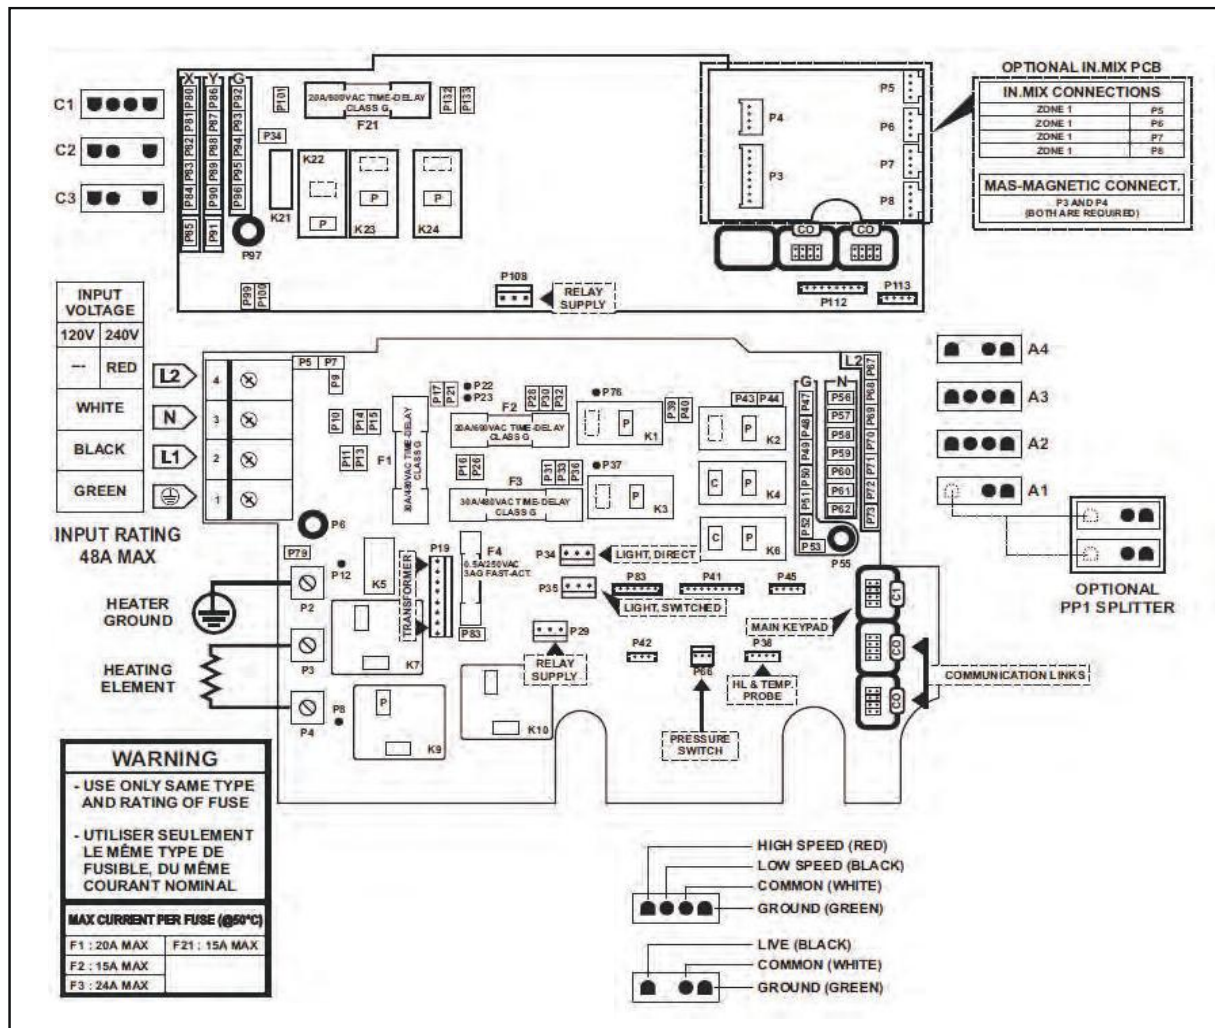 C1
C2
C3
X Y G
P80
P81
P82
P83
P84
P85
P86
P87
P88
P89
P90
P91
P92
P93
P94
P95
P96
P97
P101
20A/600VAC TIME-DELAY
CLASS G
F21
P132
P133
P34
K21
K22
P
K23
P
K24
P
P99
P100
P108
RELAY
SUPPLY
P4
P3
P5
P6
P7
P8
CO
CO
P112
P113
OPTIONAL IN.MIX PCB
IN.MIX CONNECTIONS
ZONE 1 P5
ZONE 1 P6
ZONE 1 P7
ZONE 1 P8
MAS-MAGNETIC CONNECT.
P3 AND P4
(BOTH ARE REQUIRED)
INPUT
VOLTAGE
120V 240V
--- RED
WHITE
BLACK
GREEN
L2
N
L1
4
3
2
1
INPUT RATING
48A MAX
P5 P7
P9
P10
P14
P15
P11
P13
F1
30A/480VAC TIME-DELAY
CLASS G
P17
P21
P22
P23
F2
P28
P30
P32
20A/600VAC TIME-DELAY
CLASS G
P16
P26
F3
P31
P33
P36
30A/480VAC TIME-DELAY
CLASS G
P76
P
K1
P39
P40
P37
P
K3
P43 P44
P
K2
C P
K4
C P
K6
G
N
L2
P47
P48
P49
P50
P51
P52
P53
P56
P57
P58
P59
P60
P61
P62
P55
P67
P68
P69
P70
P71
P72
P73
A4
A3
A2
A1
OPTIONAL
PP1 SPLITTER
P6
P79
P12
K5
TRANSFORMER
P19
F4
0.5A/250VAC
3AG FAST-ACT.
P83
P34
LIGHT, DIRECT
P35
LIGHT, SWITCHED
P83
P41
P45
P29
RELAY
SUPPLY
P42
P66
PRESSURE
SWITCH
P38
HL & TEMP.
PROBE
MAIN KEYPAD
C1
CO
CO
COMMUNICATION LINKS
HEATER
GROUND
P2
HEATING
ELEMENT
P3
P4
P8
K7
P
K9
K10
WARNING
- USE ONLY SAME TYPE
AND RATING OF FUSE
- UTILISER SEULEMENT
LE MÊME TYPE DE
FUSIBLE, DU MÊME
COURANT NOMINAL
MAX CURRENT PER FUSE (@50°C)
F1 : 20A MAX F21 : 15A MAX
F2 : 15A MAX
F3 : 24A MAX
HIGH SPEED (RED)
LOW SPEED (BLACK)
COMMON (WHITE)
GROUND (GREEN)
LIVE (BLACK)
COMMON (WHITE)
GROUND (GREEN)